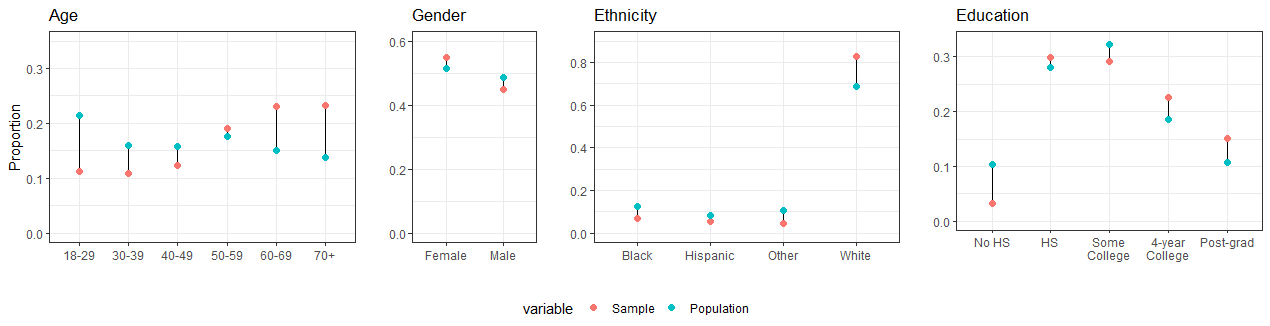 Age
Gender
Ethnicity
Education
Proportion
0.3
0.2
0.1
0.0
18-29 30-39 40-49 50-59 60-69 70+
0.6
0.4
0.2
0.0
Female Male
0.8
0.6
0.4
0.2
0.0
Black Hispanic Other White
0.3
0.2
0.1
0.0
No HS HS Some College 4-year College Post-grad
variable Sample Population